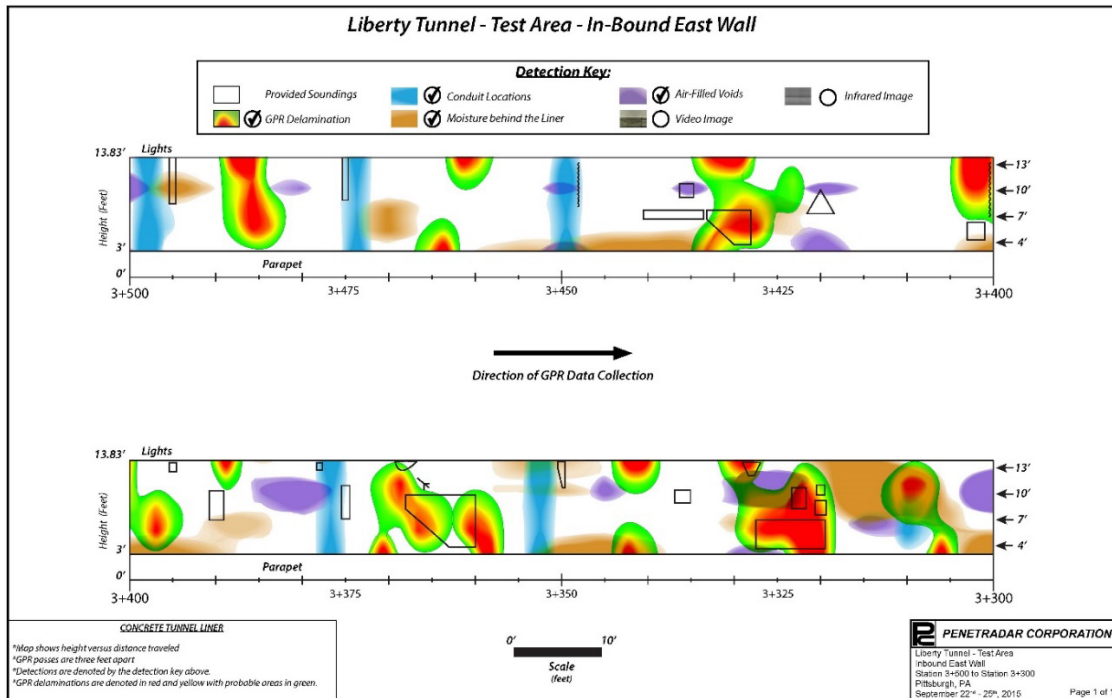 Liberty Tunnel - Test Area - In-Bound East Wall
Detection Key:
Provided Soundings
Conduit Locations
Air-Filled Voids
Infrared Image
GPR Delamination
Moisture behind the Liner
Video Image
13.83'
Lights
13'
10'
7'
4'
Height (Feet)
3'
0'
Parapet
3+500
3+475
3+450
3+425
3+400
Direction of GPR Data Collection
13.83'
Lights
13'
10'
7'
4'
Height (Feet)
3'
0'
Parapet
3+400
3+375
3+350
3+325
3+300
CONCRETE TUNNEL LINER
*Map shows height versus distance traveled
*GPR passes are three feet apart
*Detections are denoted by the detection key above.
*GPR delaminations are denoted in red and yellow with probable areas in green.
0' 10'
Scale
(feet)
PENETRADAR CORPORATION
Liberty Tunnel - Test Area
Inbound East Wall
Station 3+500 to Station 3+300
Pittsburgh, PA
September 22nd - 25th, 2015
Page 1 of 1